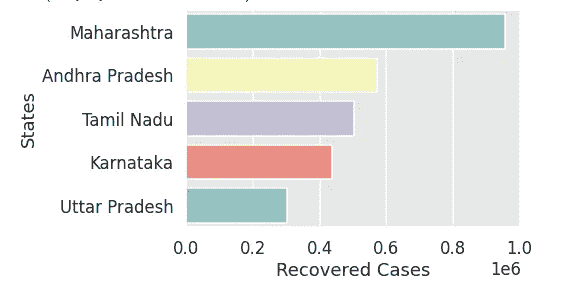 Maharashtra
Andhra Pradesh
Tamil Nadu
Karnataka
Uttar Pradesh
States
0.0 0.2 0.4 0.6 0.8 1.0
1e6
Recovered Cases